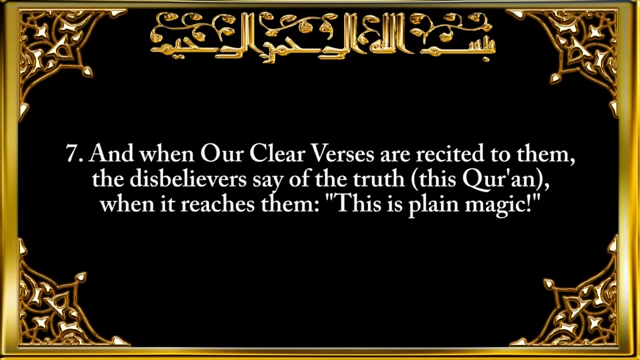 بسم الله الرحمن الرحيم
7. And when Our Clear Verses are recited to them,
the disbelievers say of the truth (this Qur'an),
when it reaches them: "This is plain magic!"